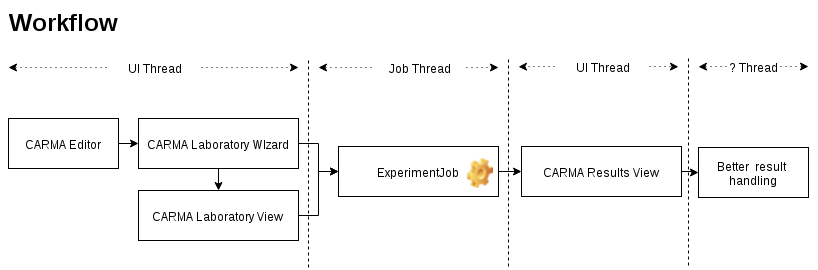 Workflow
UI Thread
Job Thread
UI Thread
? Thread
CARMA Editor
CARMA Laboratory WIzard
CARMA Laboratory View
ExperimentJob
CARMA Results View
Better result
handling